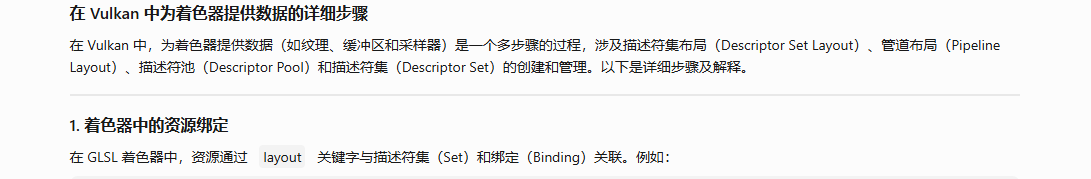 在 Vulkan 中为着色器提供数据的详细步骤
在 Vulkan 中，为着色器提供数据（如纹理、缓冲区和采样器）是一个多步骤的过程，涉及描述符集布局（Descriptor Set Layout）、管道布局（Pipeline
Layout）、描述符池（Descriptor Pool）和描述符集（Descriptor Set）的创建和管理。以下是详细步骤及解释。
1. 着色器中的资源绑定
在 GLSL 着色器中，资源通过 layout 关键字与描述符集（Set）和绑定（Binding）关联。例如：